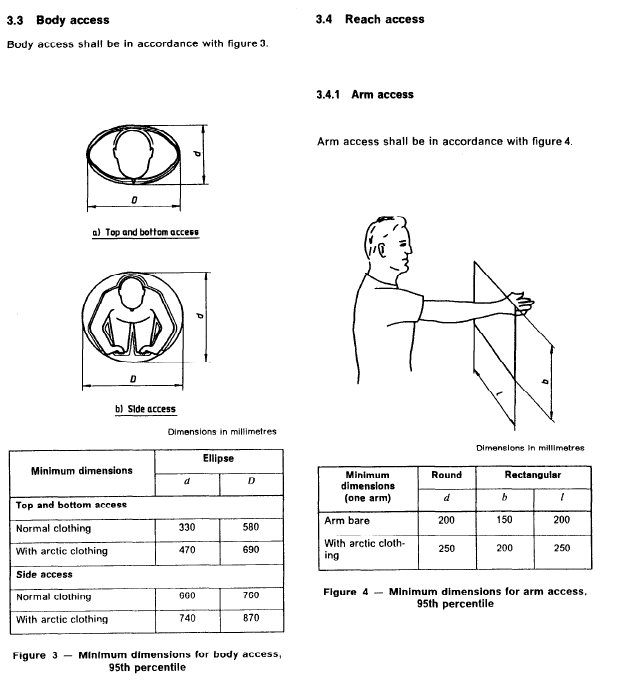 3.3 Body access
Body access shall be in accordance with figure 3.
d
D
a) Top and bottom access
d
D
b) Side access
Dimensions in millimetres
Minimum dimensions
Ellipse
d D
Top and bottom access
Normal clothing 330 580
With arctic clothing 470 690
Side access
Normal clothing 660 760
With arctic clothing 740 870
Figure 3 — Minimum dimensions for body access,
95th percentile
3.4 Reach access
3.4.1 Arm access
Arm access shall be in accordance with figure 4.
l
b
Dimensions in millimetres
Minimum
dimensions
(one arm)
Round Rectangular
d b l
Arm bare 200 150 200
With arctic cloth-
ing
250 200 250
Figure 4 — Minimum dimensions for arm access,
95th percentile